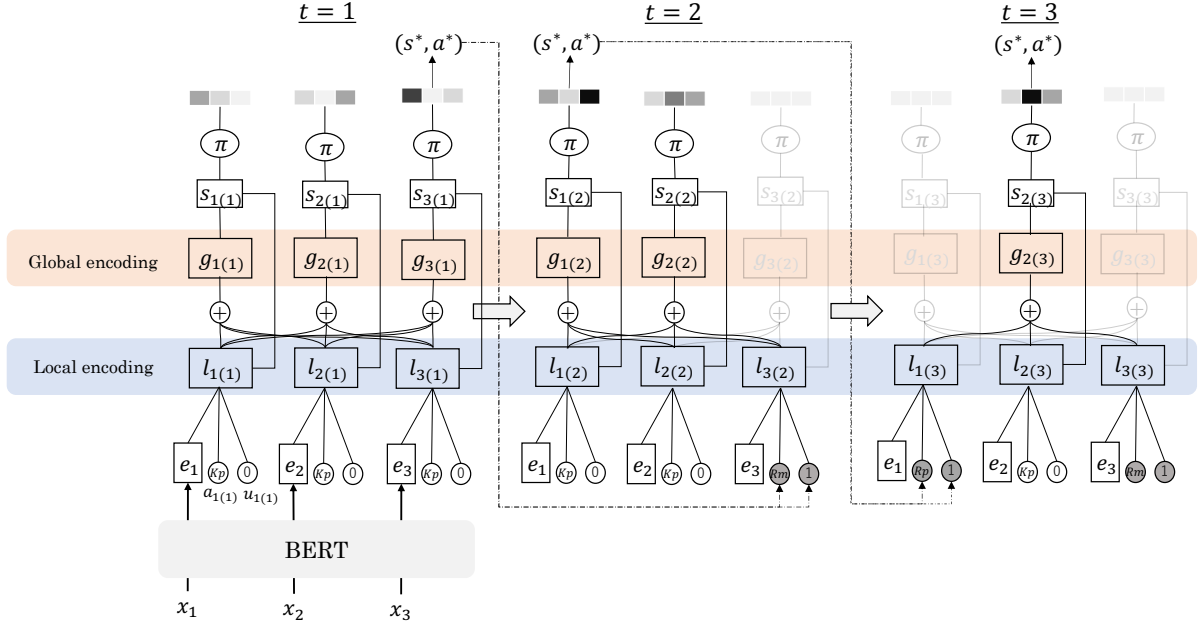 t = 1 t = 2 t = 3
(s*, a*) (s*, a*) (s*, a*)
π π π π π π π π π
s1(1) s2(1) s3(1) s1(2) s2(2) s3(2) s1(3) s2(3) s3(3)
Global encoding g1(1) g2(1) g3(1) g1(2) g2(2) g3(2) g1(3) g2(3) g3(3)
+ + + + + + + + +
Local encoding l1(1) l2(1) l3(1) l1(2) l2(2) l3(2) l1(3) l2(3) l3(3)
e1 Kp 0 e2 Kp 0 e3 Kp 0 e1 Kp 0 e2 Kp 0 e3 Rm 1 e1 Rp 1 e2 Kp 0 e3 Rm 1
a1(1) u1(1)
BERT
x1 x2 x3